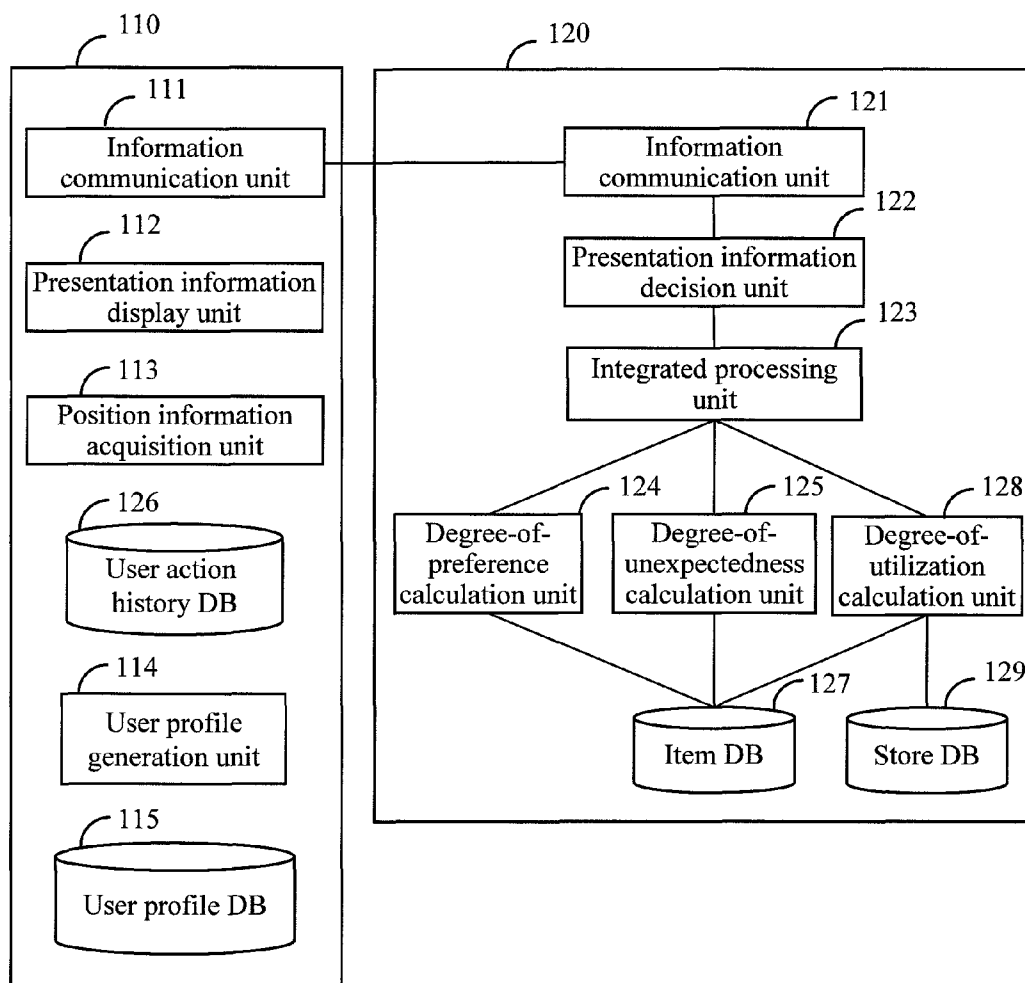 110
111
Information
communication unit
112
Presentation information
display unit
113
Position information
acquisition unit
126
User action
history DB
114
User profile
generation unit
115
User profile DB
120
121
Information
communication unit
122
Presentation information
decision unit
123
Integrated processing
unit
124
Degree-of-
preference
calculation unit
125
Degree-of-
unexpectedness
calculation unit
128
Degree-of-
utilization
calculation unit
127
Item DB
129
Store DB